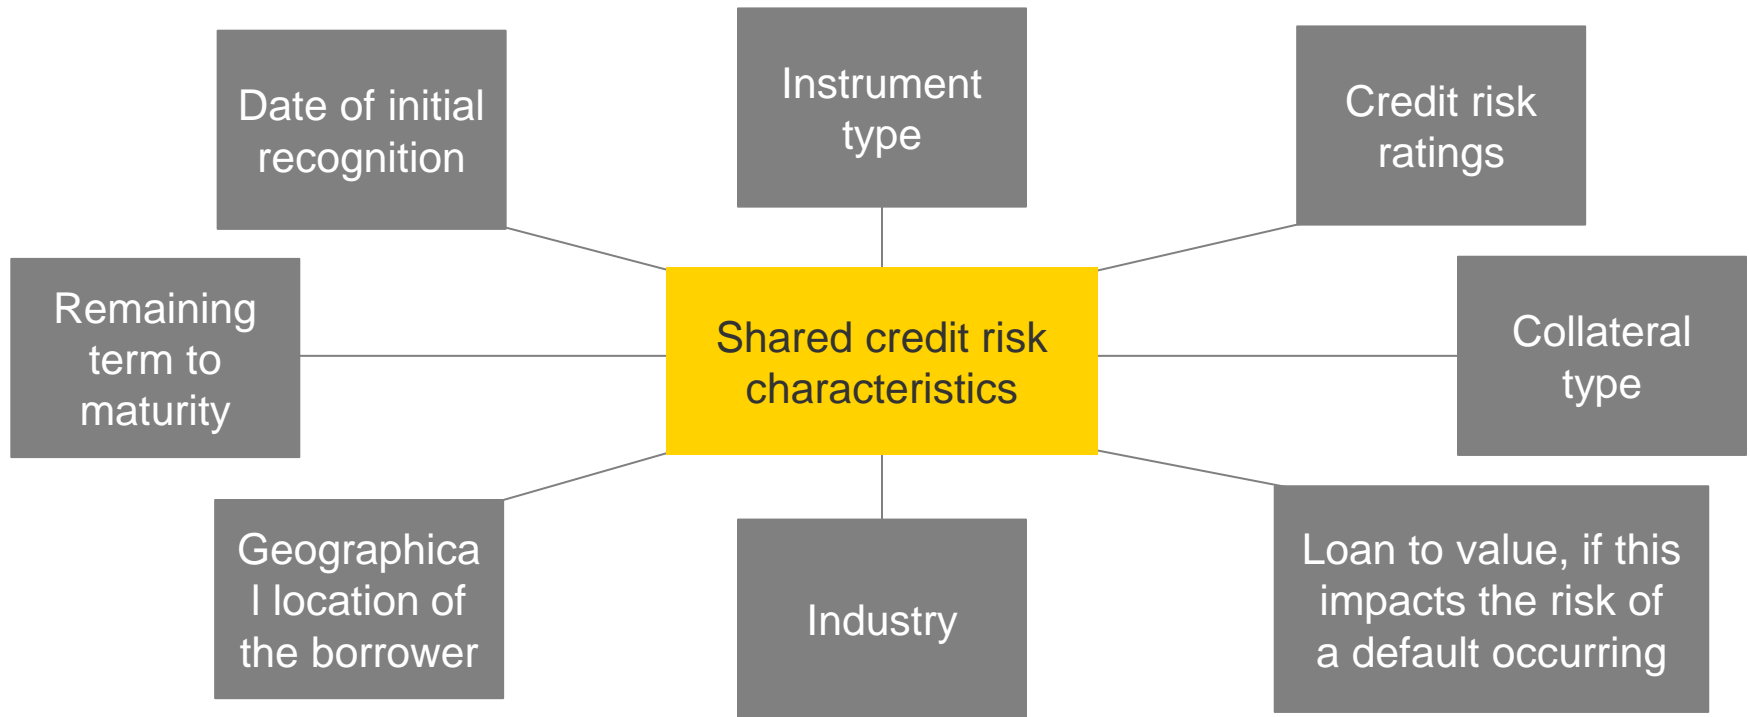 Date of initial
recognition
Instrument
type
Credit risk
ratings
Remaining
term to
maturity
Shared credit risk
characteristics
Collateral
type
Geographica
l location of
the borrower
Industry
Loan to value, if this
impacts the risk of
a default occurring